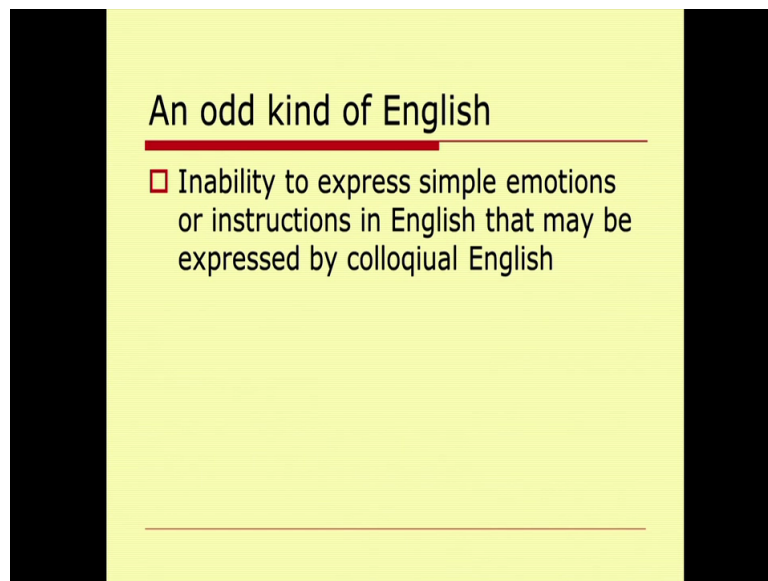 An odd kind of English
Inability to express simple emotions
or instructions in English that may be
expressed by colloqiual English